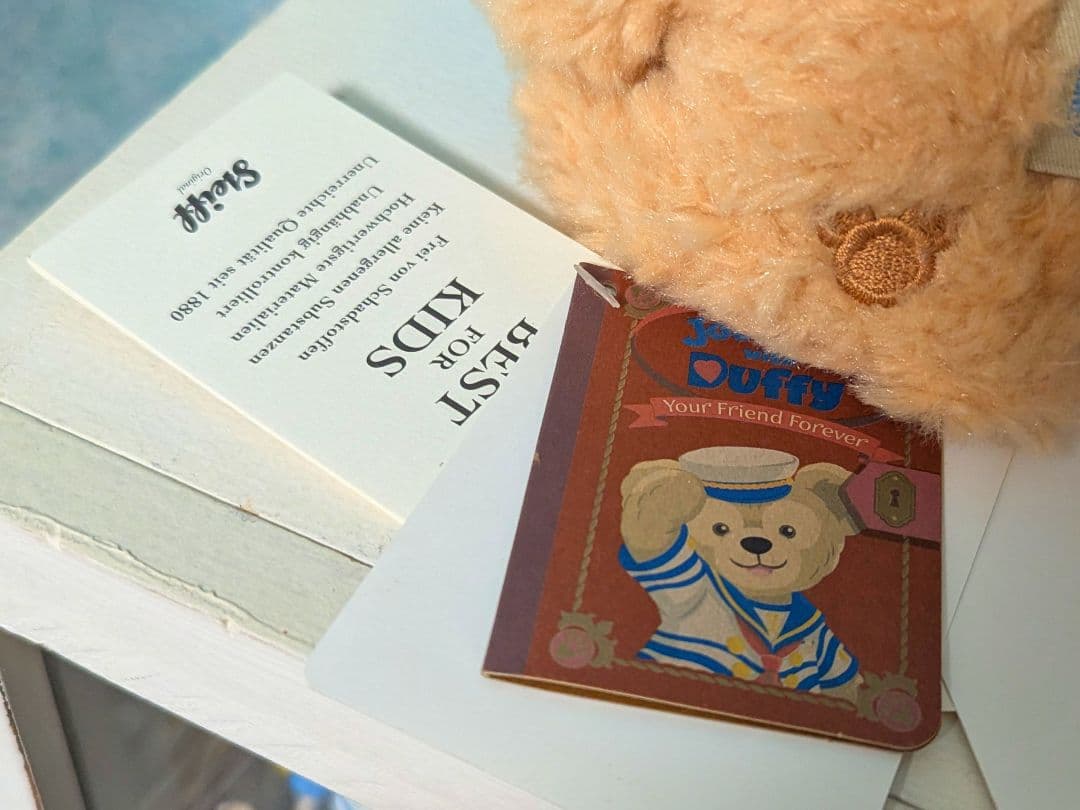 BEST
FOR
KIDS
Frei von Schadstoffen
Keine allergenen Substanzen
Hochwertigste Materialien
Unabhängig kontrolliert
Unerreichte Qualität seit 1880
Steiff
Original
Duffy
Your Friend Forever